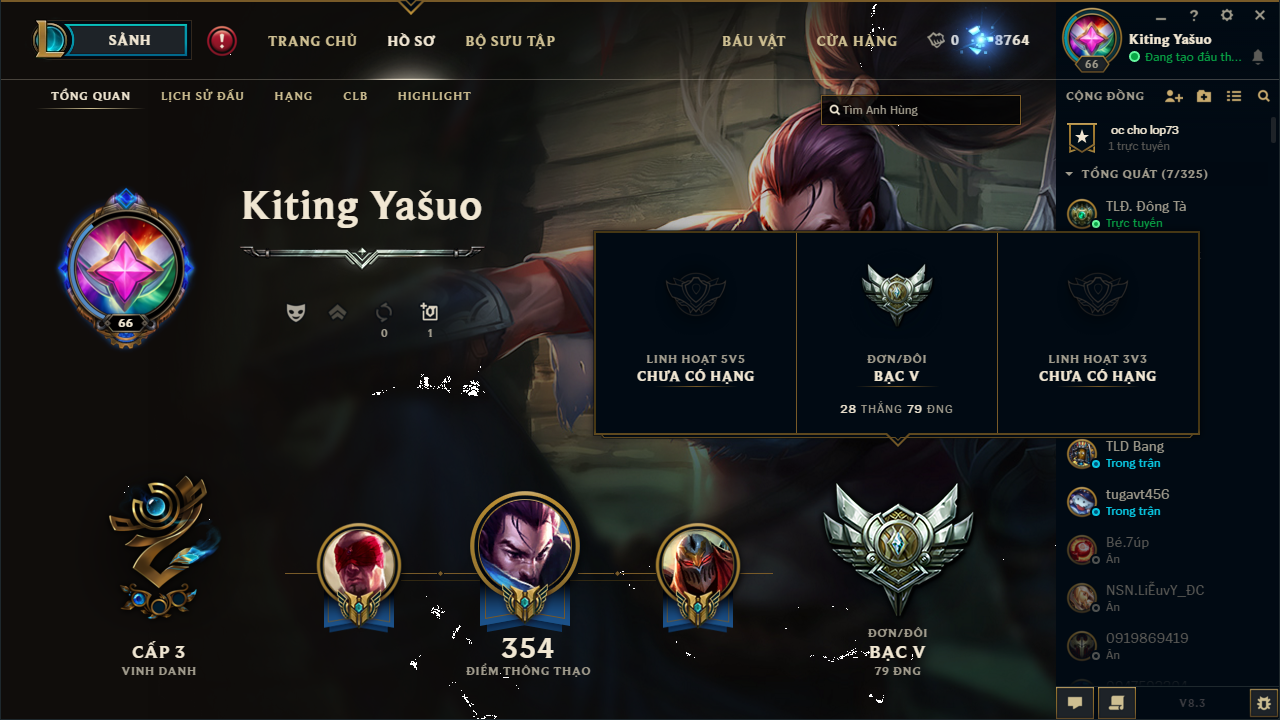 SẢNH
TRANG CHỦ
HỒ SƠ
BỘ SƯU TẬP
BÁU VẬT
CỬA HÀNG
0
8764
Kiting Yašuo
Đang tạo đấu th...
66
TỔNG QUAN
LỊCH SỬ ĐẤU
HẠNG
CLB
HIGHLIGHT
Tìm Anh Hùng
CỘNG ĐỒNG
oc cho lop73
1 trực tuyến
TỔNG QUÁT (7/325)
TLĐ. Đông Tà
Trực tuyến
Kiting Yašuo
66
0
1
LINH HOẠT 5V5
CHƯA CÓ HẠNG
ĐƠN/ĐÔI
BẠC V
28 THẮNG 79 ĐNG
LINH HOẠT 3V3
CHƯA CÓ HẠNG
TLD Bang
Trong trận
tugavt456
Trong trận
Bé.7úp
Ẩn
NSN.LiỄuvY_ĐC
Ẩn
0919869419
Ẩn
CẤP 3
VINH DANH
354
ĐIỂM THÔNG THẠO
ĐƠN/ĐÔI
BẠC V
79 ĐNG
V8.3